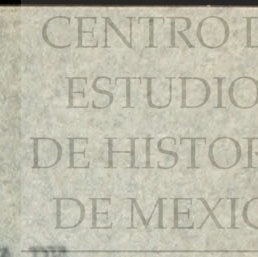 CENTRO D
ESTUDIO
DE HISTOR
DE MEXIC